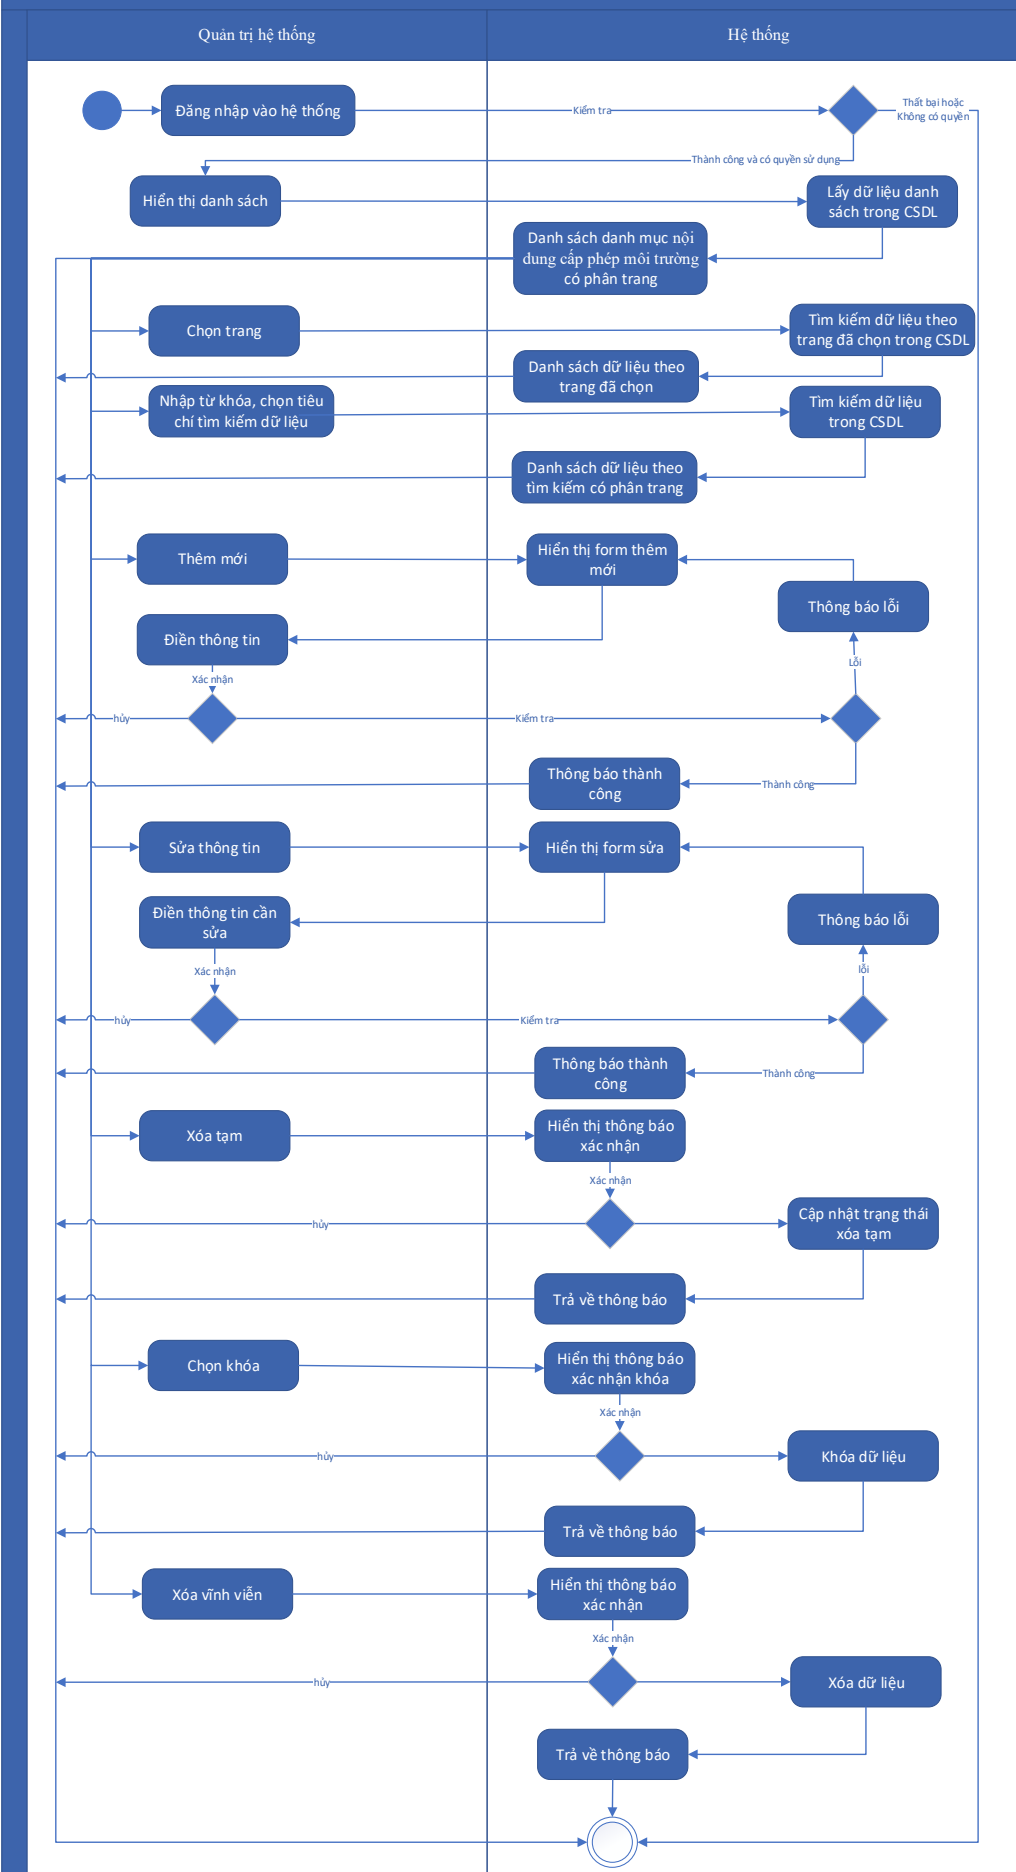 Quản trị hệ thống
Hệ thống
Đăng nhập vào hệ thống
Kiểm tra
Thất bại hoặc
Không có quyền
Thành công và có quyền sử dụng
Hiển thị danh sách
Lấy dữ liệu danh
sách trong CSDL
Danh sách danh mục nội
dung cấp phép môi trường
có phân trang
Chọn trang
Tìm kiếm dữ liệu theo
trang đã chọn trong CSDL
Danh sách dữ liệu theo
trang đã chọn
Nhập từ khóa, chọn tiêu
chí tìm kiếm dữ liệu
Tìm kiếm dữ liệu
trong CSDL
Danh sách dữ liệu theo
tìm kiếm có phân trang
Thêm mới
Hiển thị form thêm
mới
Thông báo lỗi
Điền thông tin
Lỗi
Xác nhận
hủy
Kiểm tra
Thông báo thành
công
Thành công
Sửa thông tin
Hiển thị form sửa
Điền thông tin cần
sửa
Thông báo lỗi
Xác nhận
lỗi
hủy
Kiểm tra
Thông báo thành
công
Thành công
Xóa tạm
Hiển thị thông báo
xác nhận
Xác nhận
hủy
Cập nhật trạng thái
xóa tạm
Trả về thông báo
Chọn khóa
Hiển thị thông báo
xác nhận khóa
Xác nhận
hủy
Khóa dữ liệu
Trả về thông báo
Xóa vĩnh viễn
Hiển thị thông báo
xác nhận
Xác nhận
hủy
Xóa dữ liệu
Trả về thông báo